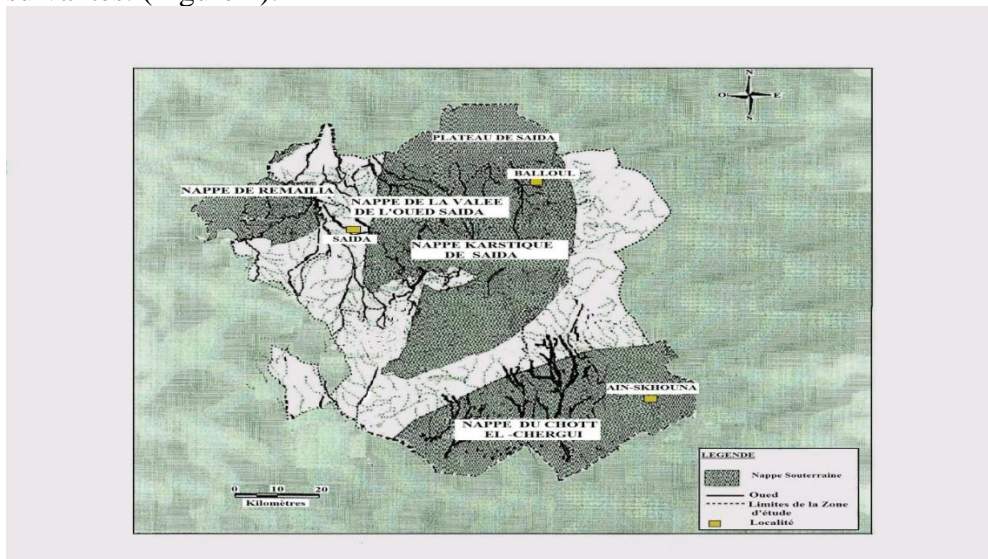 N
O
E
S
PLATEAU DE SAIDA
BALLOUL
NAPPE DE REMAILIA
NAPPE DE LA VALEE
DE L'OUED SAIDA
SAIDA
NAPPE KARSTIQUE
DE SAIDA
AIN-SKHOUNA
NAPPE DU CHOTT
EL -CHERGUI
LEGENDE
Nappe Souterraine
Oued
Limites de la Zone
d'étude
Localité
0 10 20
Kilomètres